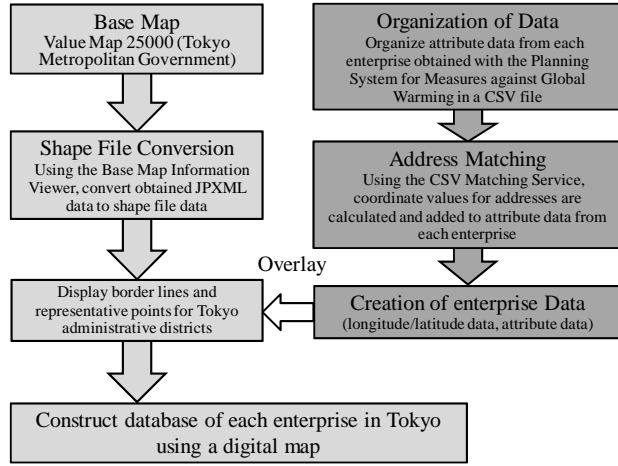 Base Map
Value Map 25000 (Tokyo
Metropolitan Government)
Shape File Conversion
Using the Base Map Information
Viewer, convert obtained JPXML
data to shape file data
Display border lines and
representative points for Tokyo
administrative districts
Organization of Data
Organize attribute data from each
enterprise obtained with the Planning
System for Measures against Global
Warming in a CSV file
Address Matching
Using the CSV Matching Service,
coordinate values for addresses are
calculated and added to attribute data from
each enterprise
Creation of enterprise Data
(longitude/latitude data, attribute data)
Overlay
Construct database of each enterprise in Tokyo
using a digital map